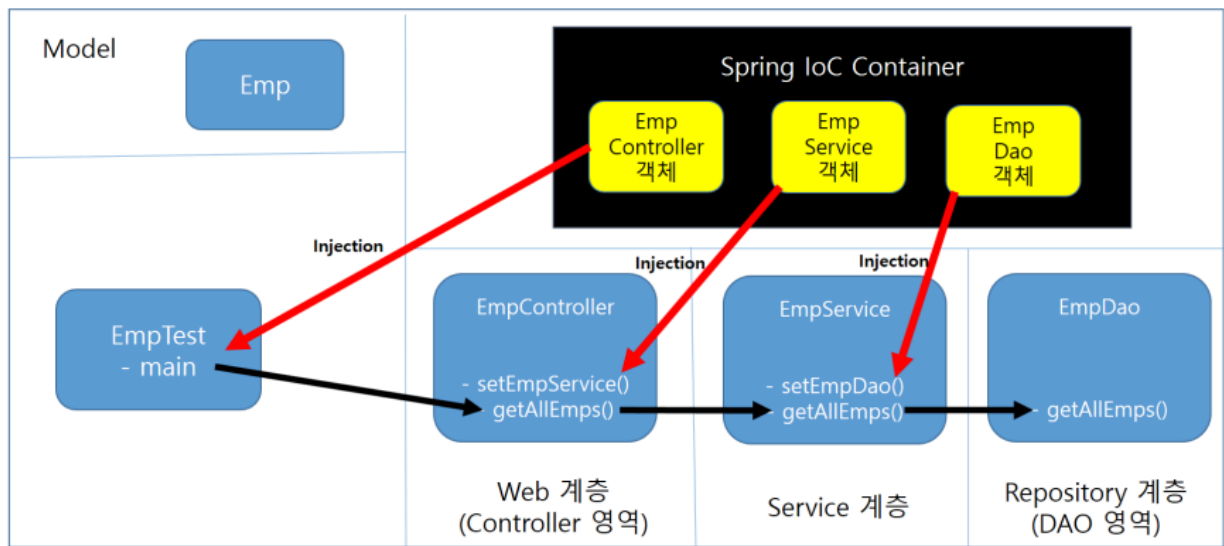 Model
Emp
Spring IoC Container
Emp
Controller
객체
Emp
Service
객체
Emp
Dao
객체
Injection
Injection
Injection
EmpTest
- main
EmpController
- setEmpService()
- getAllEmps()
EmpService
- setEmpDao()
- getAllEmps()
EmpDao
- getAllEmps()
Web 계층
(Controller 영역)
Service 계층
Repository 계층
(DAO 영역)